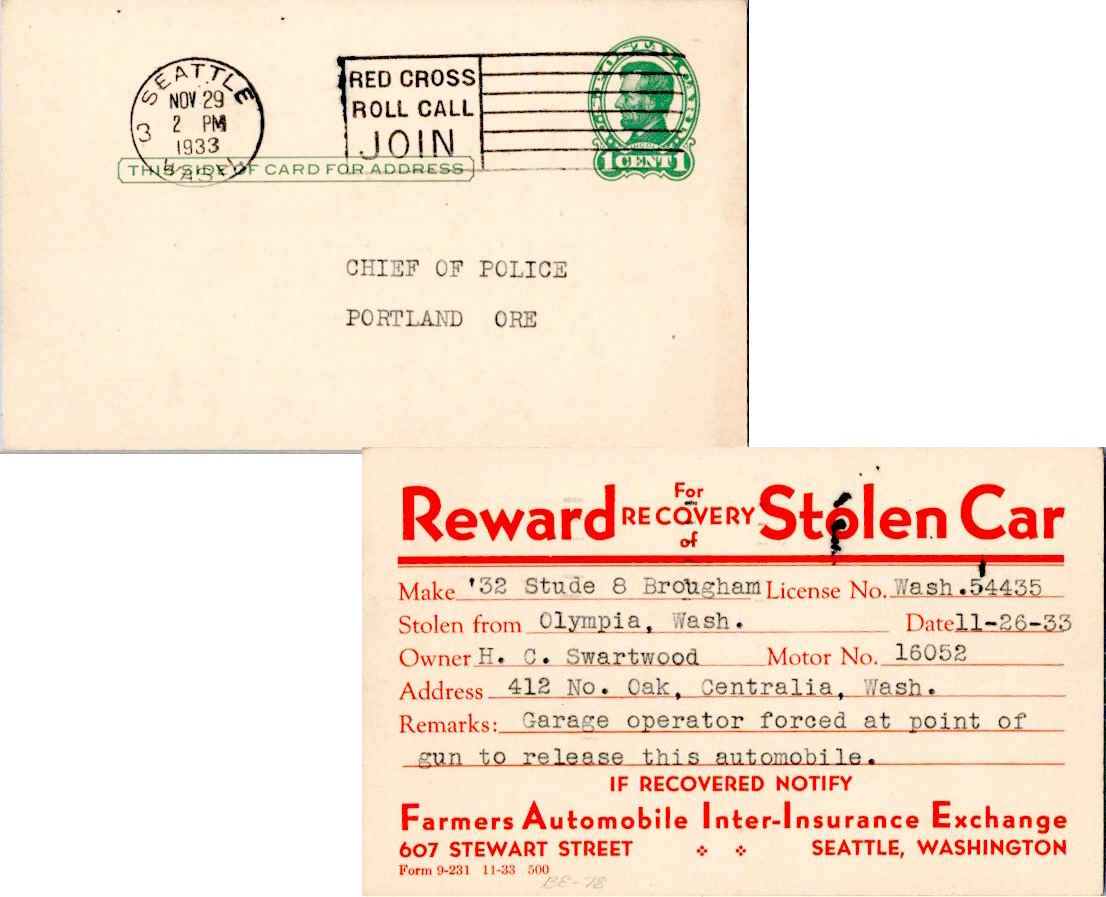 SEATTLE
NOV 29
2 PM
1933
3
WASH.
RED CROSS
ROLL CALL
JOIN
1 CENT 1
THIS SIDE OF CARD FOR ADDRESS
CHIEF OF POLICE
PORTLAND ORE
Reward For RECOVERY of Stolen Car
Make '32 Stude 8 Brougham License No. Wash.54435
Stolen from Olympia, Wash. Date 11-26-33
Owner H. C. Swartwood Motor No. 16052
Address 412 No. Oak, Centralia, Wash.
Remarks: Garage operator forced at point of
gun to release this automobile.
IF RECOVERED NOTIFY
Farmers Automobile Inter-Insurance Exchange
607 STEWART STREET SEATTLE, WASHINGTON
Form 9-231 11-33 500